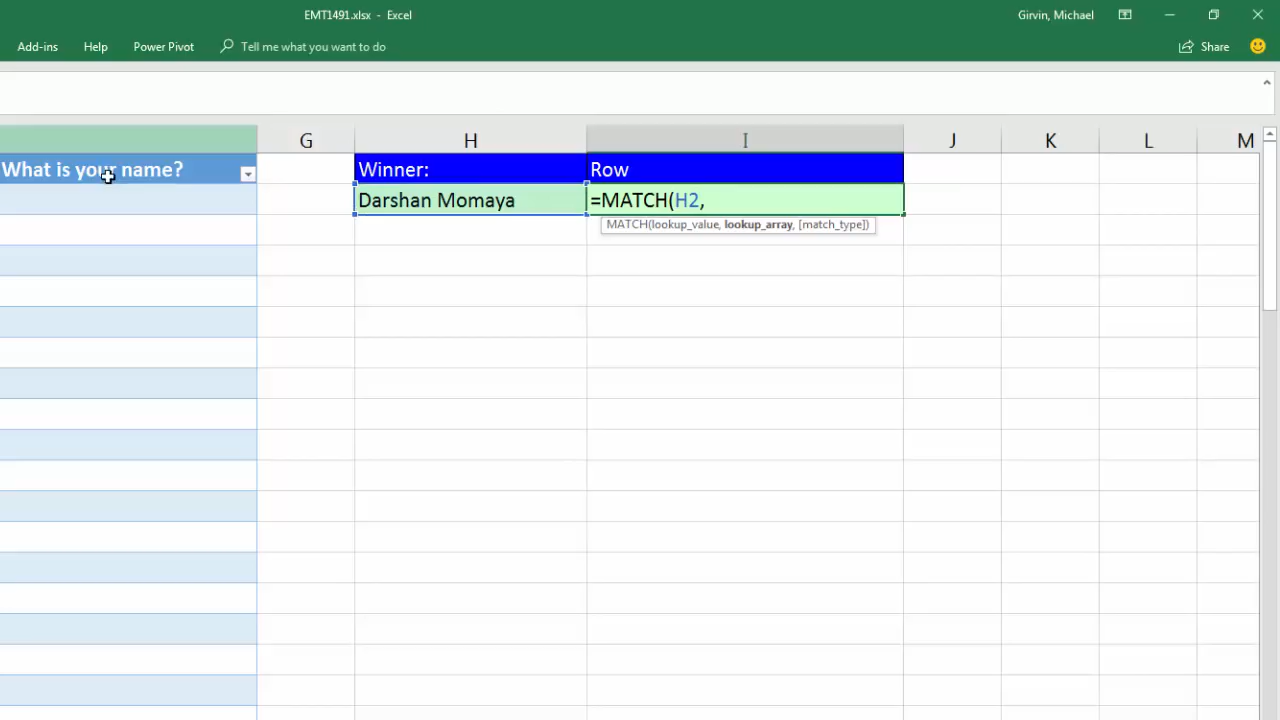 EMT1491.xlsx - Excel
Girvin, Michael
Add-ins Help Power Pivot Tell me what you want to do Share
G H I J K L M
What is your name? Winner: Row
Darshan Momaya =MATCH(H2,
MATCH(lookup_value, lookup_array, [match_type])